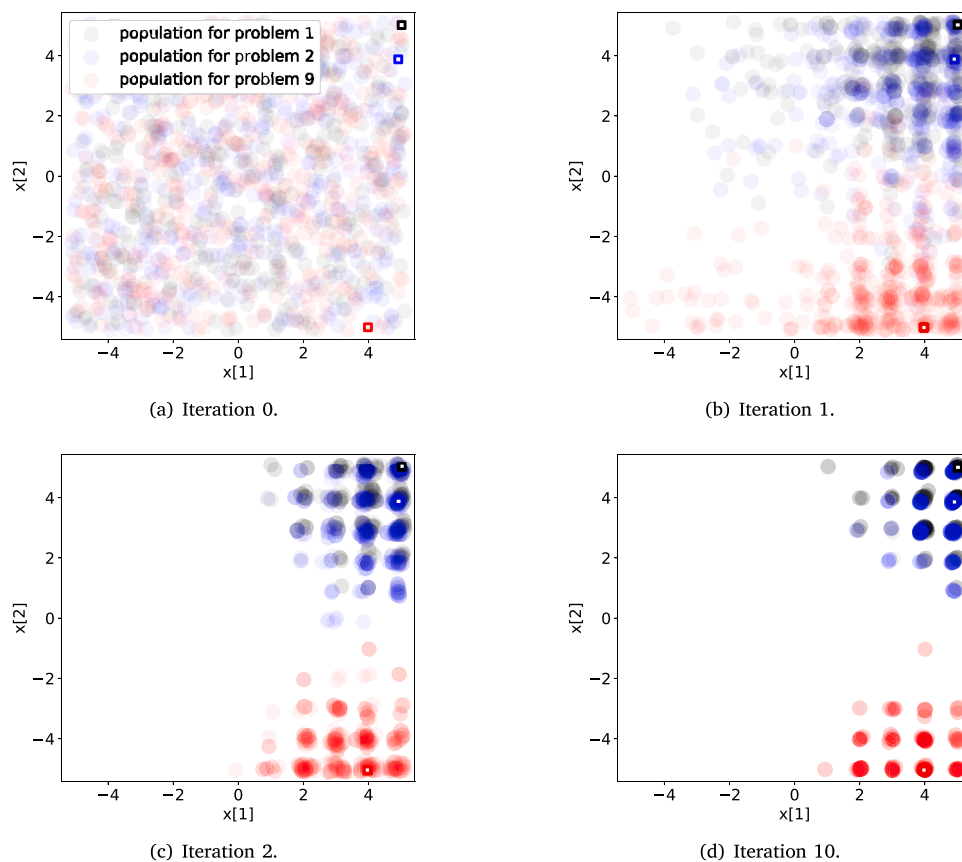 population for problem 1
population for problem 2
population for problem 9
4
2
0
−2
−4
x[2]
−4 −2 0 2 4
x[1]
(a) Iteration 0.
4
2
0
−2
−4
x[2]
−4 −2 0 2 4
x[1]
(b) Iteration 1.
4
2
0
−2
−4
x[2]
−4 −2 0 2 4
x[1]
(c) Iteration 2.
4
2
0
−2
−4
x[2]
−4 −2 0 2 4
x[1]
(d) Iteration 10.